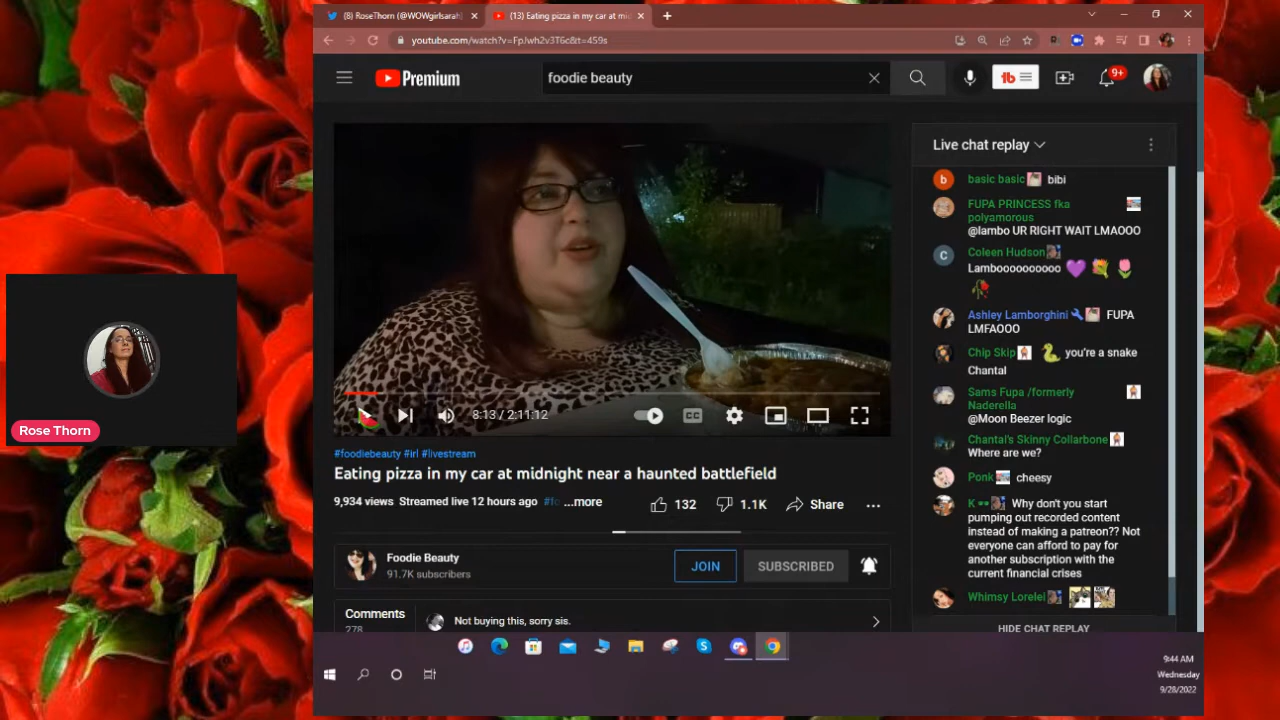 (8) RoseThorn (@WOWgirlsarah
(13) Eating pizza in my car at mi
youtube.com/watch?v=FpJwh2v3T6c&t=459s
Premium
foodie beauty
9+
Live chat replay
basic basic bibi
FUPA PRINCESS fka
polyamorous
@lambo UR RIGHT WAIT LMAOOO
Coleen Hudson
Lamboooooooooo
Ashley Lamborghini FUPA
LMFAOOO
Chip Skip you're a snake
Chantal
Sams Fupa /formerly
Naderella
@Moon Beezer logic
Chantal's Skinny Collarbone
Where are we?
Ponk cheesy
K Why don't you start
pumping out recorded content
instead of making a patreon?? Not
everyone can afford to pay for
another subscription with the
current financial crises
Whimsy Lorelei
HIDE CHAT REPLAY
8:13 / 2:11:12
CC
#foodiebeauty #irl #livestream
Eating pizza in my car at midnight near a haunted battlefield
9,934 views Streamed live 12 hours ago #fo ...more
132
1.1K
Share
Foodie Beauty
91.7K subscribers
JOIN
SUBSCRIBED
Comments
278
Not buying this, sorry sis.
Rose Thorn
9:44 AM
Wednesday
9/28/2022